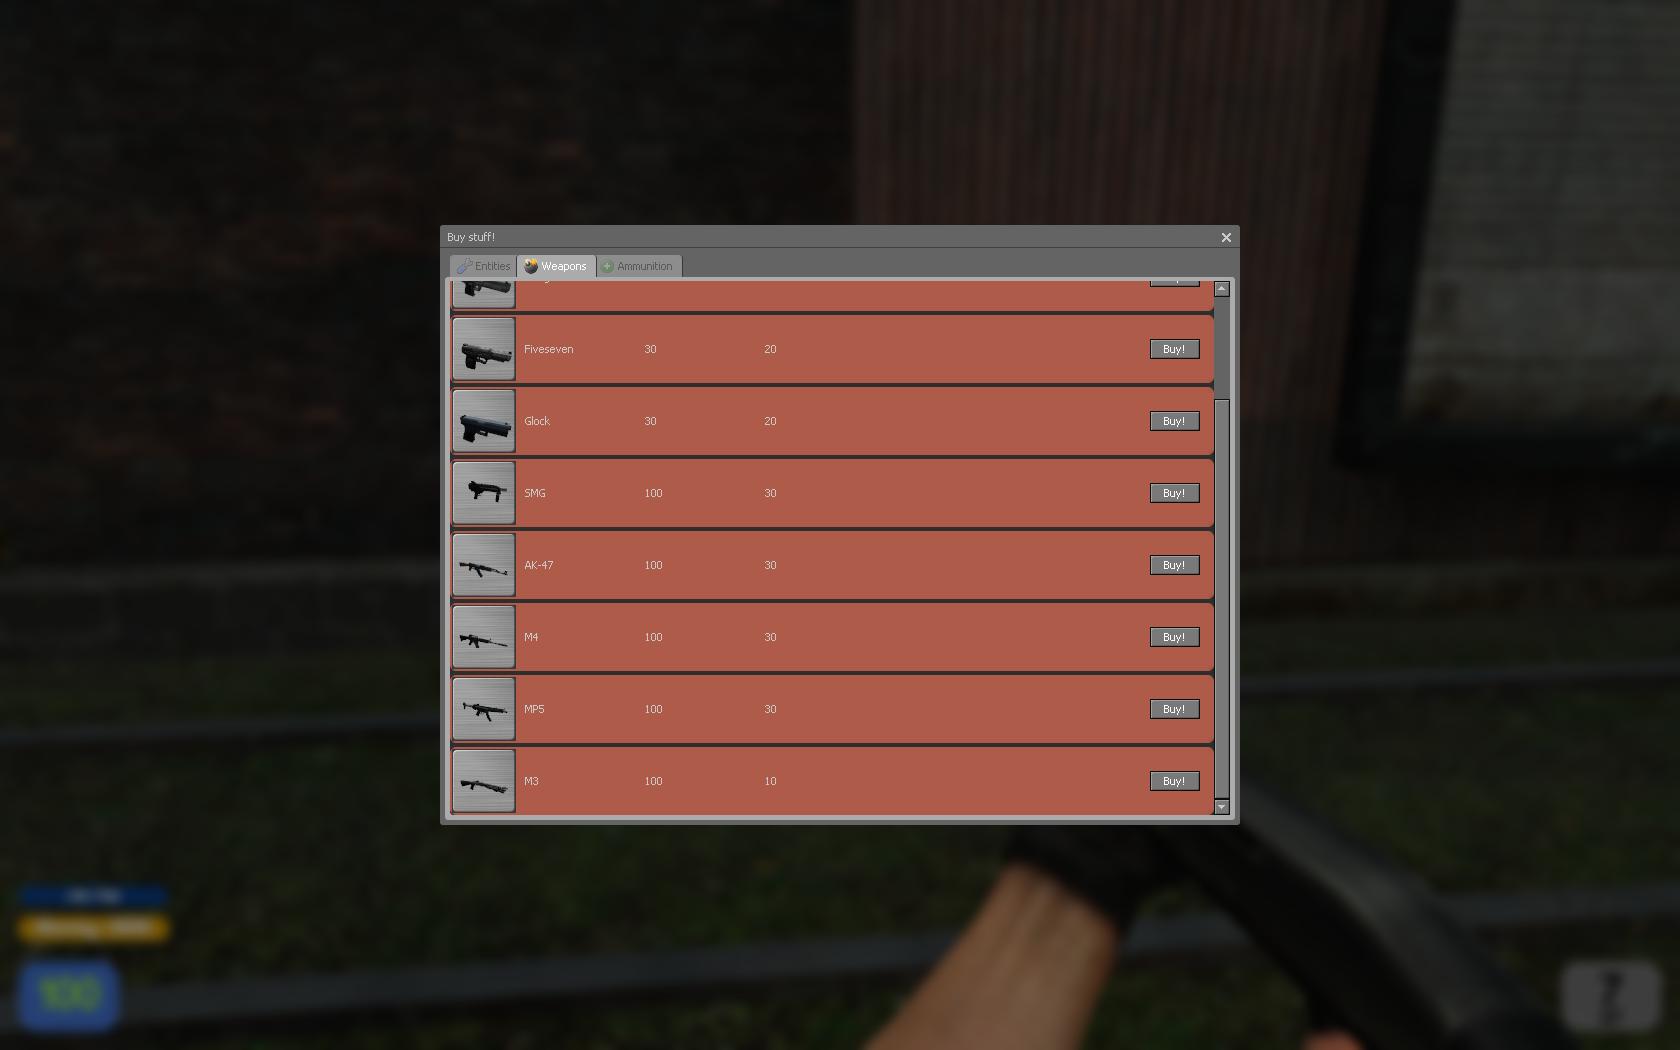 Buy stuff!
Entities Weapons Ammunition
Fiveseven 30 20 Buy!
Glock 30 20 Buy!
SMG 100 30 Buy!
AK-47 100 30 Buy!
M4 100 30 Buy!
MP5 100 30 Buy!
M3 100 10 Buy!
100